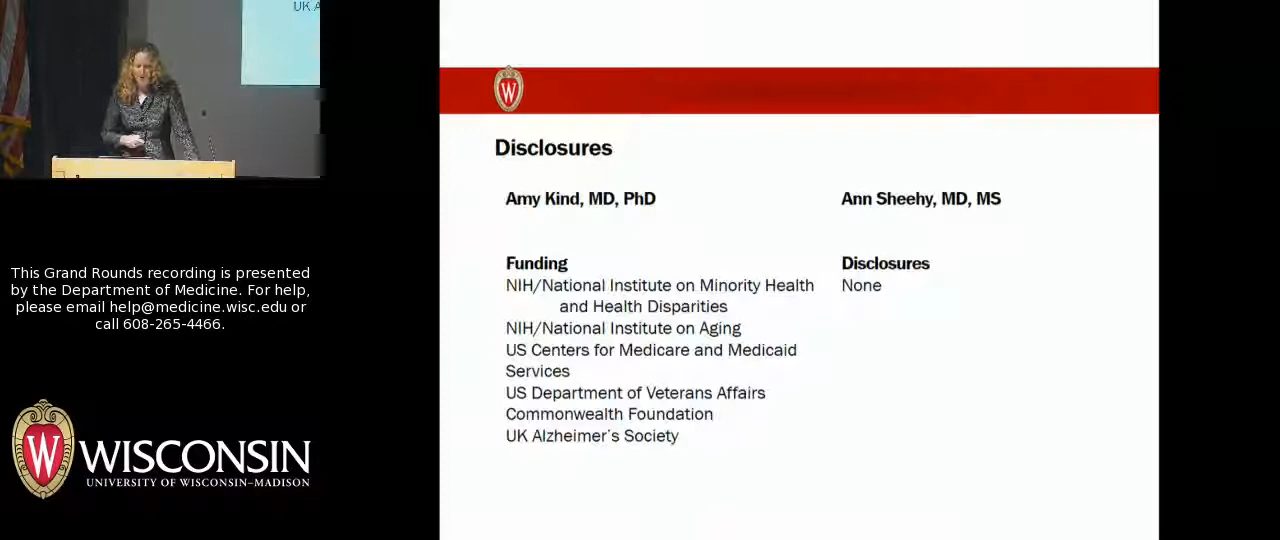 UK A
W
Disclosures
Amy Kind, MD, PhD
Ann Sheehy, MD, MS
Funding
NIH/National Institute on Minority Health
and Health Disparities
NIH/National Institute on Aging
US Centers for Medicare and Medicaid
Services
US Department of Veterans Affairs
Commonwealth Foundation
UK Alzheimer's Society
Disclosures
None
This Grand Rounds recording is presented
by the Department of Medicine. For help,
please email help@medicine.wisc.edu or
call 608-265-4466.
W
WISCONSIN
UNIVERSITY OF WISCONSIN–MADISON